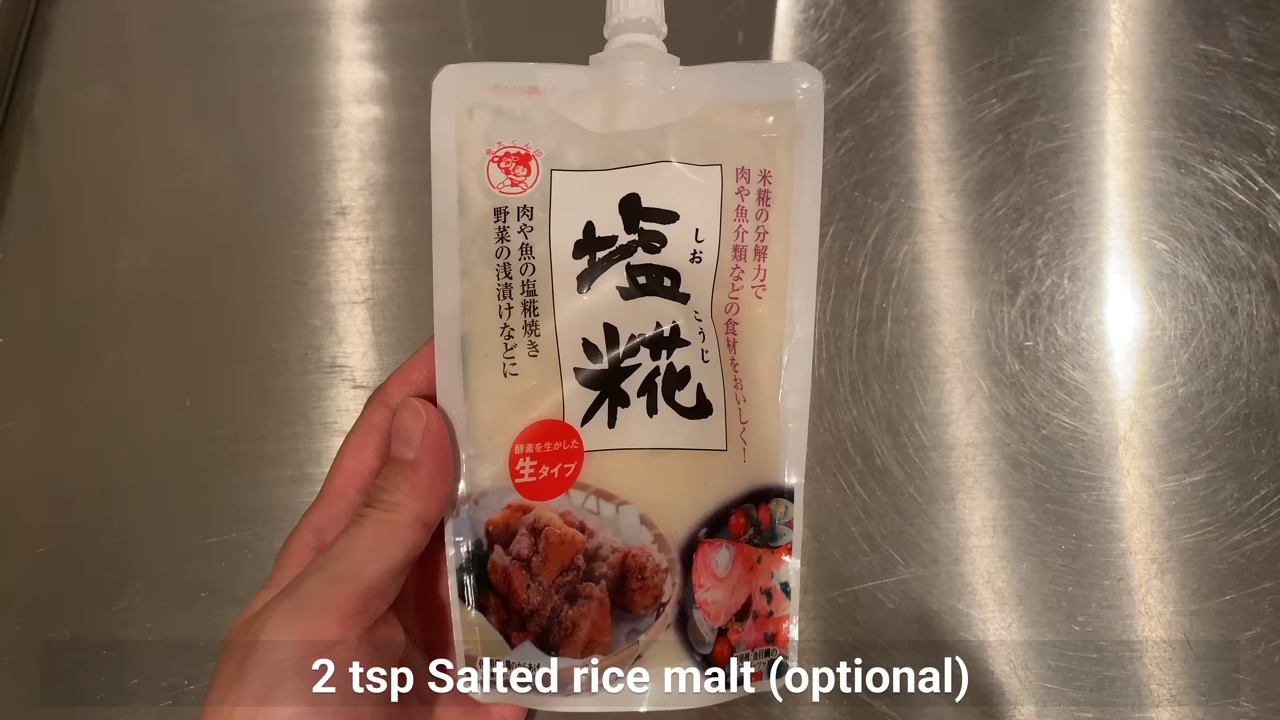 米糀の分解力で
肉や魚介類などの食材をおいしく!
塩糀
しお
こうじ
肉や魚の塩糀焼き
野菜の浅漬けなどに
酵素を生かした
生タイプ
2 tsp Salted rice malt (optional)